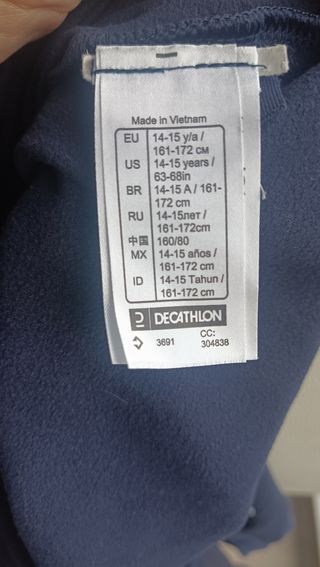 Made in Vietnam
EU 14-15 y/a /
161-172 см
US 14-15 years /
63-68in
BR 14-15 A / 161-
172 cm
RU 14-15лет /
161-172cm
中国 160/80
MX 14-15 años /
161-172 cm
ID 14-15 Tahun /
161-172 cm
DECATHLON
3691 CC:
304838